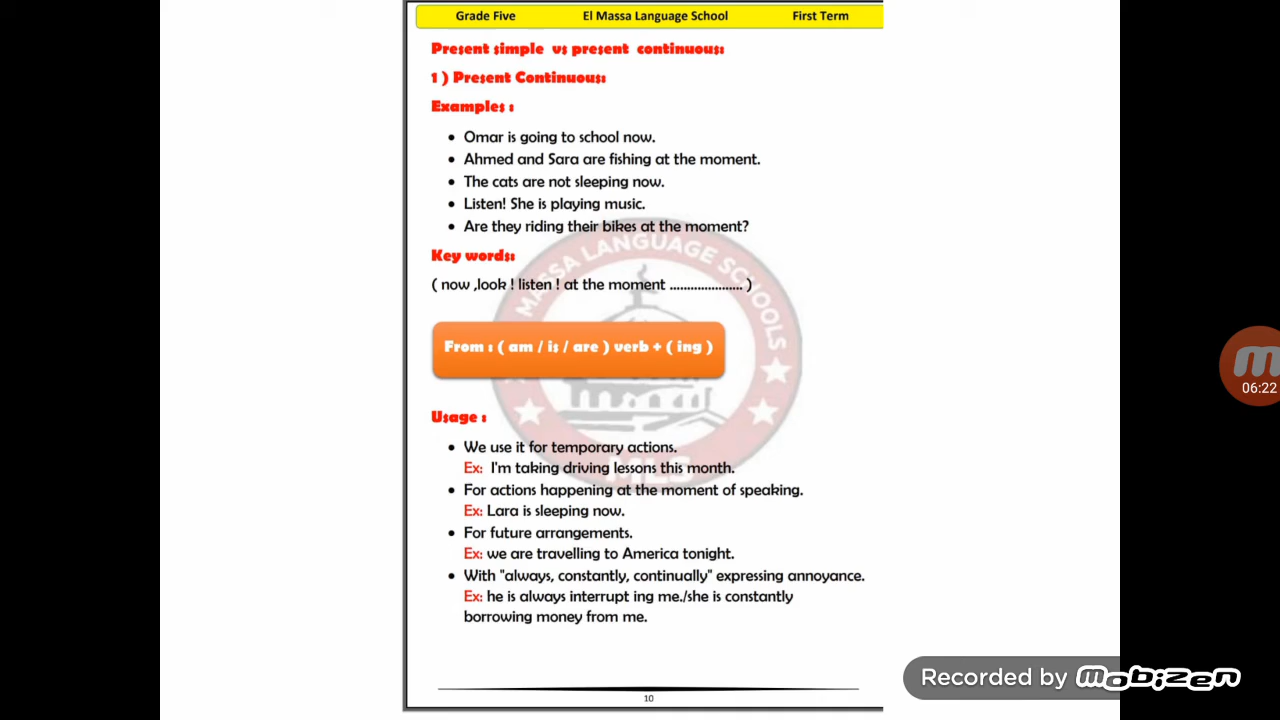 Grade Five El Massa Language School First Term
Present simple vs present continuous:
1 ) Present Continuous:
Examples :
• Omar is going to school now.
• Ahmed and Sara are fishing at the moment.
• The cats are not sleeping now.
• Listen! She is playing music.
• Are they riding their bikes at the moment?
MASSA LANGUAGE SCHOOLS
Key words:
( now ,look ! listen ! at the moment ..................... )
From : ( am / is / are ) verb + ( ing )
06:22
Usage :
• We use it for temporary actions.
MLS
Ex: I'm taking driving lessons this month.
• For actions happening at the moment of speaking.
Ex: Lara is sleeping now.
• For future arrangements.
Ex: we are travelling to America tonight.
• With "always, constantly, continually" expressing annoyance.
Ex: he is always interrupt ing me./she is constantly
borrowing money from me.
Recorded by mobizen
10